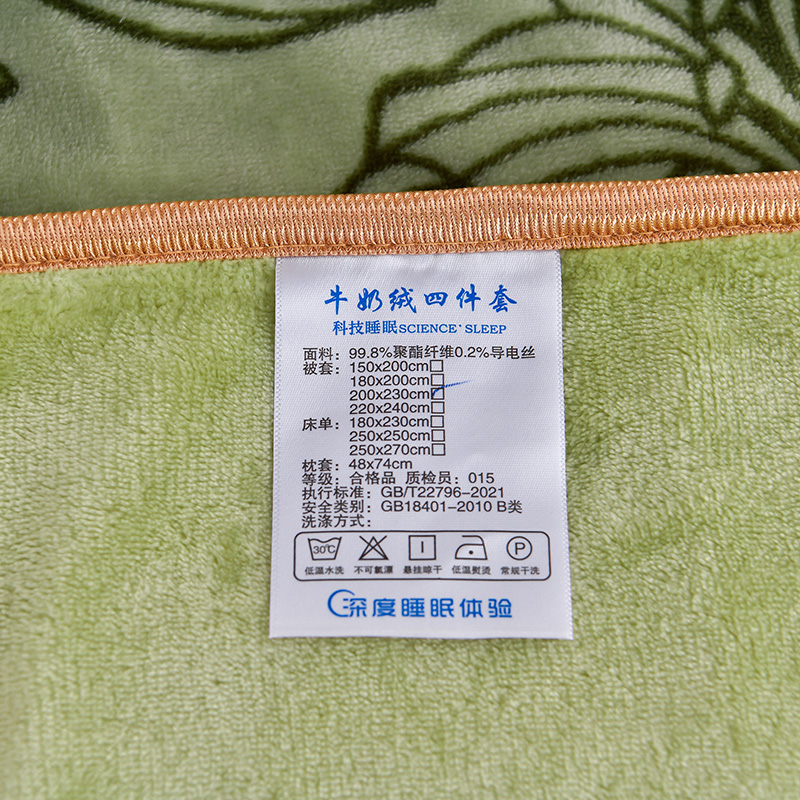 牛奶绒四件套
科技睡眠SCIENCE' SLEEP
面料: 99.8%聚酯纤维0.2%导电丝
被套: 150x200cm□
180x200cm□
200x230cm□
220x240cm□
床单: 180x230cm□
250x250cm□
250x270cm□
枕套: 48x74cm
等级: 合格品 质检员: 015
执行标准: GB/T22796-2021
安全类别: GB18401-2010 B类
洗涤方式:
30℃ P
低温水洗 不可氯漂 悬挂晾干 低温熨烫 常规干洗
深度睡眠体验